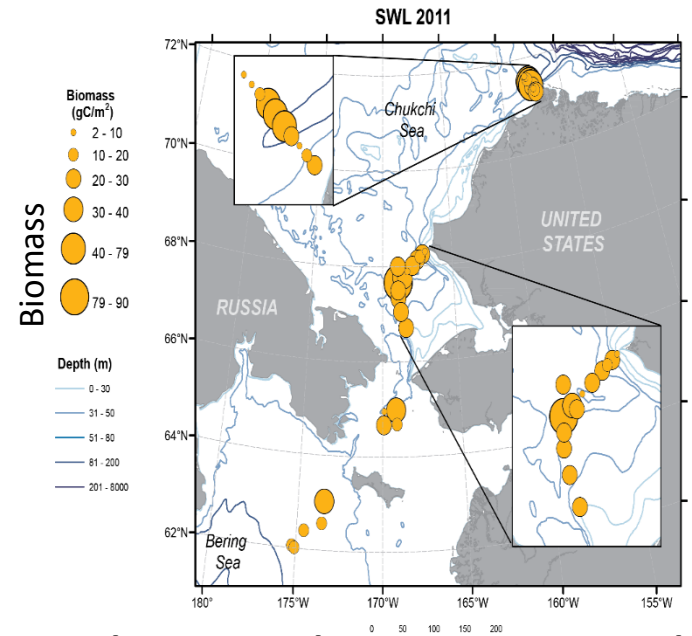 SWL 2011
Biomass
Biomass
(gC/m²)
2 - 10
10 - 20
20 - 30
30 - 40
40 - 79
79 - 90
Depth (m)
0 - 30
31 - 50
51 - 80
81 - 200
201 - 6000
72°N
70°N
68°N
66°N
64°N
62°N
Chukchi
Sea
UNITED
STATES
RUSSIA
Bering
Sea
180° 175°W 170°W 165°W 160°W 155°W
0 50 100 150 200